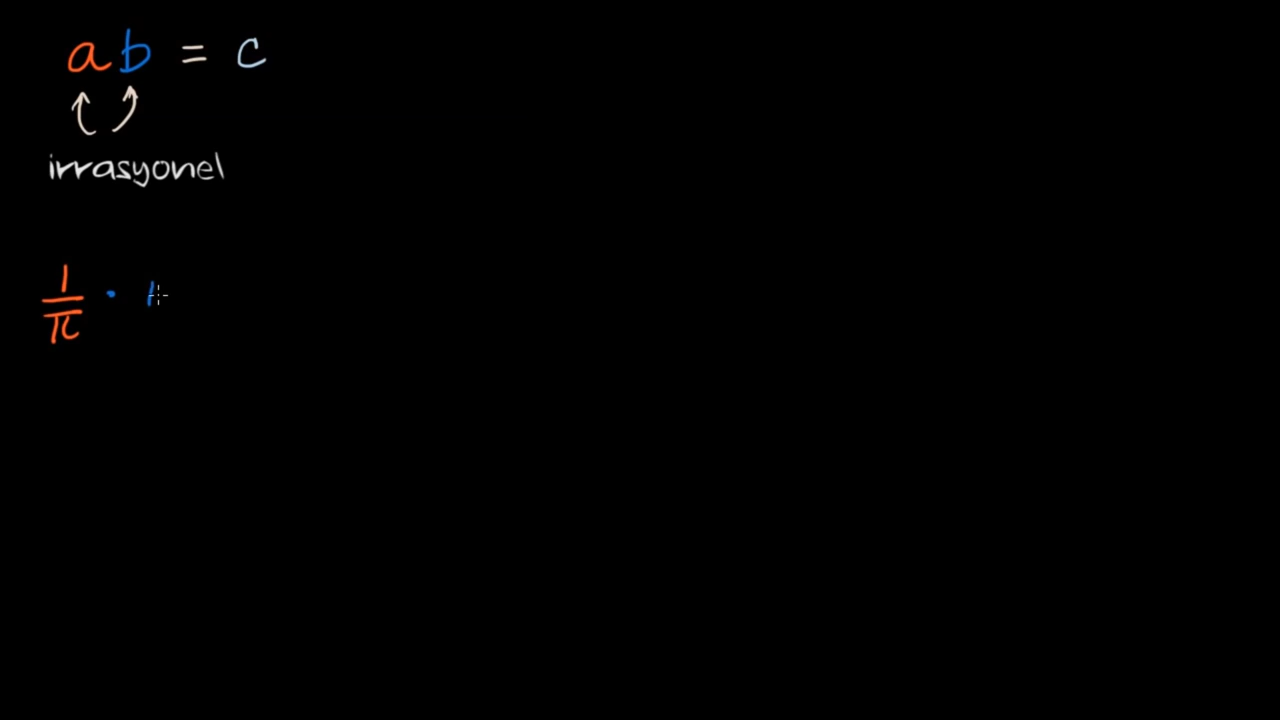 ab = c
irrasyonel
1/π ·